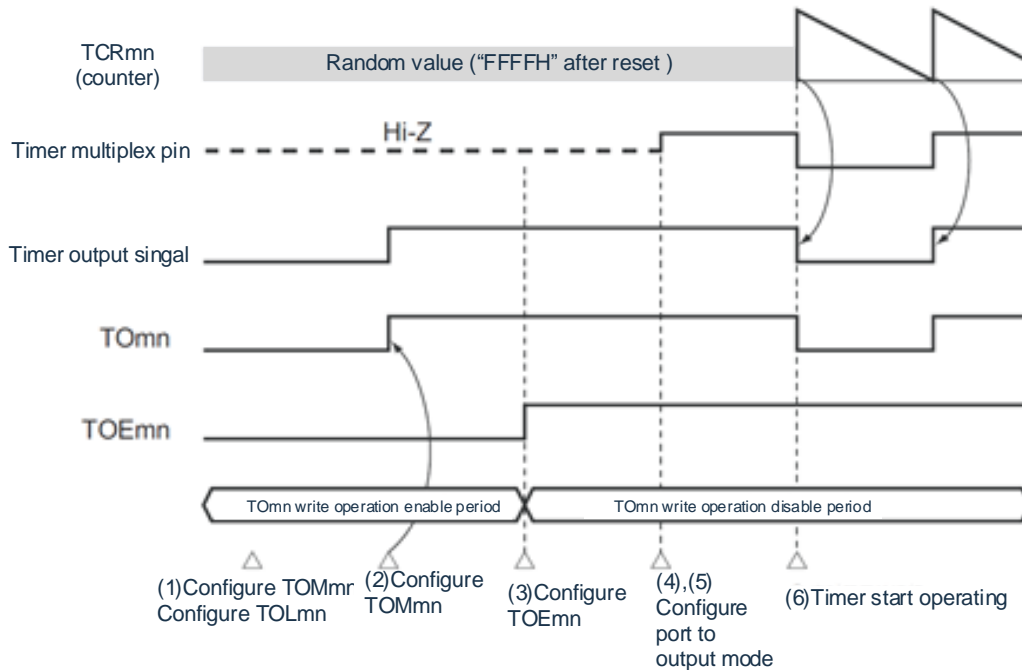 TCRmn
(counter)
Random value (“FFFFH” after reset )
Hi-Z
Timer multiplex pin
Timer output singal
TOmn
TOEmn
TOmn write operation enable period
TOmn write operation disable period
(1)Configure TOMmr
Configure TOLmn
(2)Configure
TOMmn
(3)Configure
TOEmn
(4),(5)
Configure
port to
output mode
(6)Timer start operating